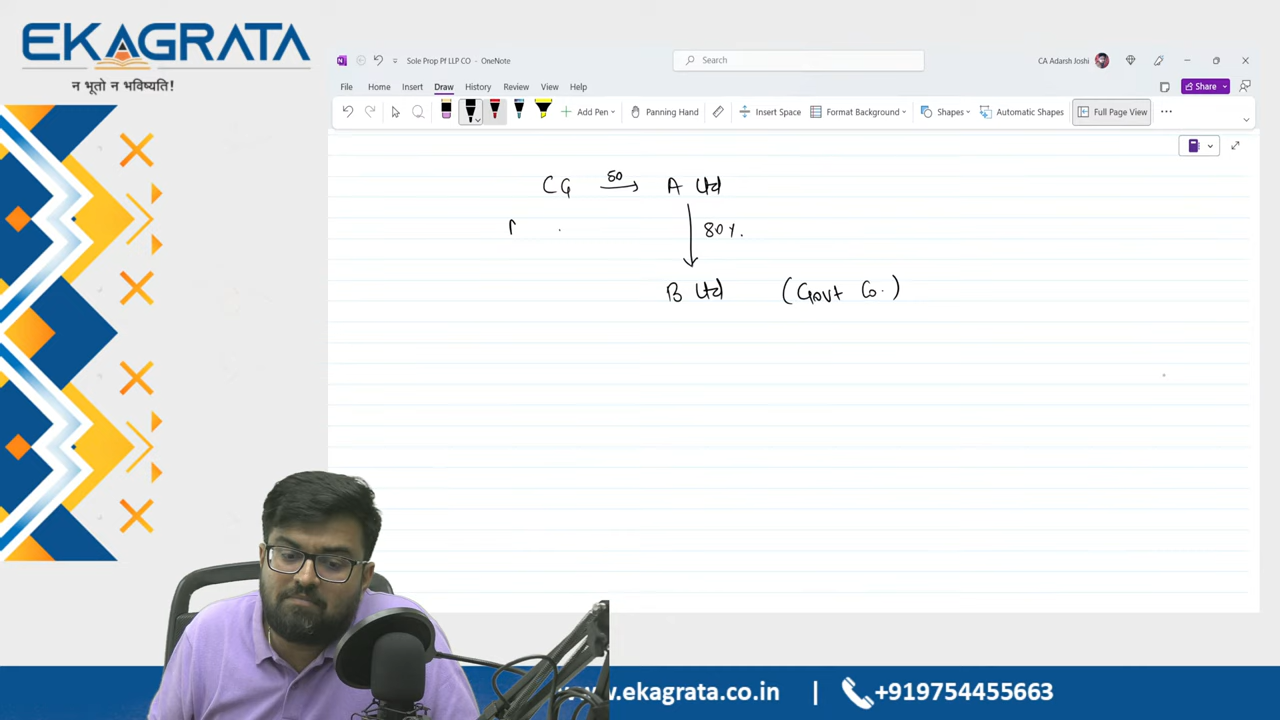 EKAGRATA
न भूतो न भविष्यति!
Sole Prop Pf LLP CO - OneNote
Search
CA Adarsh Joshi
File Home Insert Draw History Review View Help
Share
Add Pen
Panning Hand
Insert Space
Format Background
Shapes
Automatic Shapes
Full Page View
CG 50 A Ltd
80%.
B Ltd (Govt Co.)
www.ekagrata.co.in | +919754455663